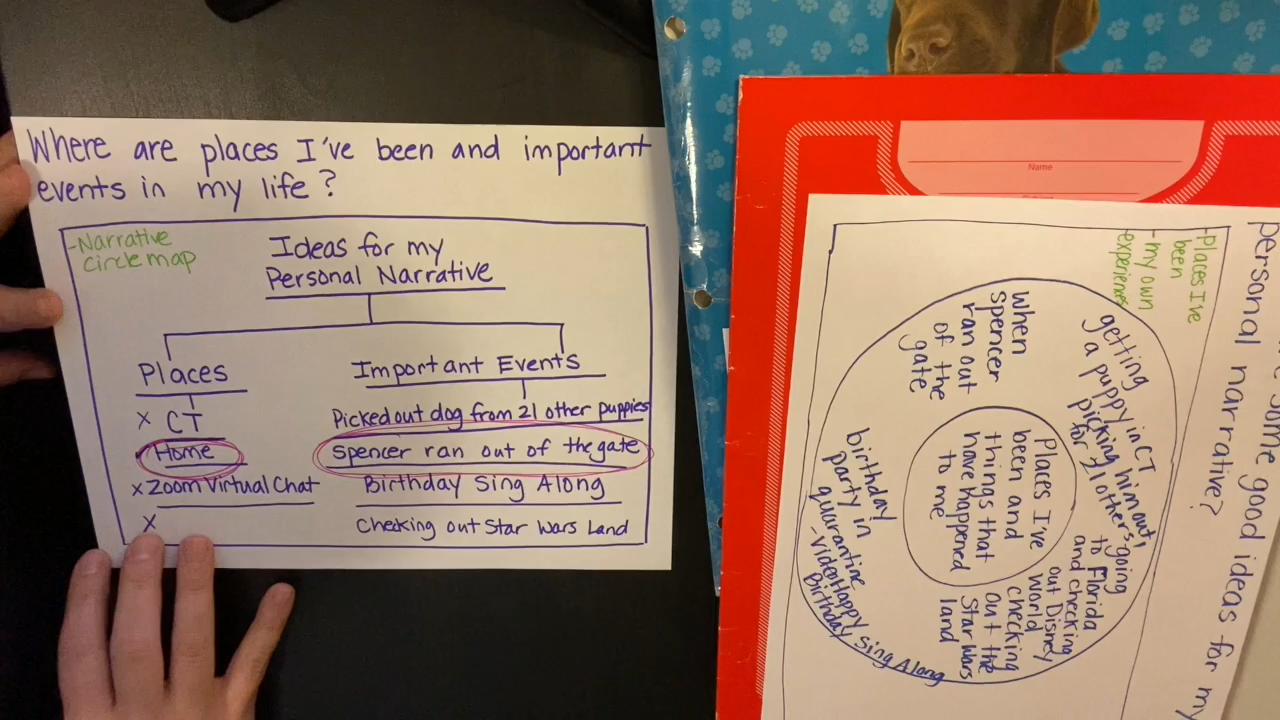 Where are places I've been and important
events in my life?
-Narrative
circle map
Ideas for my
Personal Narrative
Places
Important Events
x CT
Picked out dog from 21 other puppies
Home
Spencer ran out of the gate
x Zoom Virtual Chat
Birthday Sing Along
x
Checking out Star Wars Land
Name
some good ideas for my
personal narrative?
-Places I've
been
-my own
experiences
When
spencer
ran out
of the
gate
getting
a puppy in CT
picking him out,
for 21 others
going
to Florida
and checking
out Disney
World
checking
out the
Star Wars
land
Places I've
been and
things that
have happened
to me
birthday
party in
quarantine
-Video Happy
Birthday Sing Along